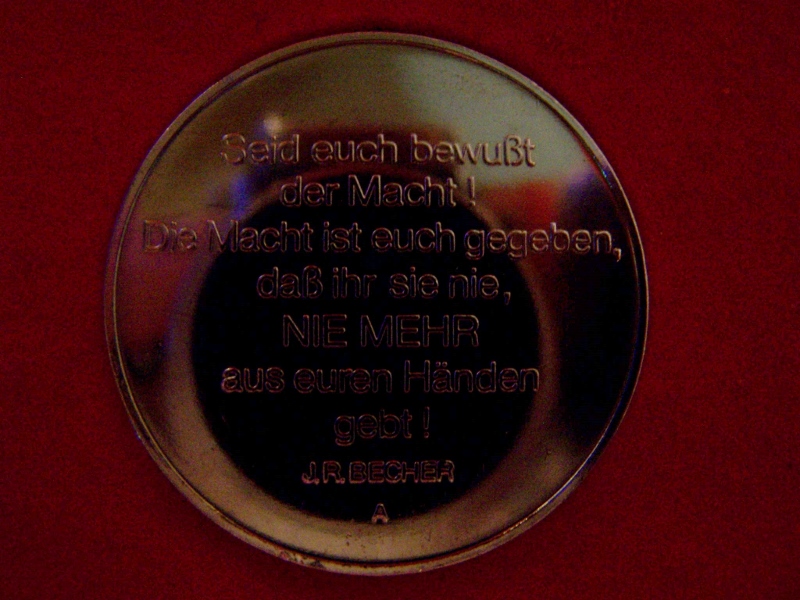 Seid euch bewußt
der Macht !
Die Macht ist euch gegeben,
daß ihr sie nie,
NIE MEHR
aus euren Händen
gebt !
J. R. BECHER
A